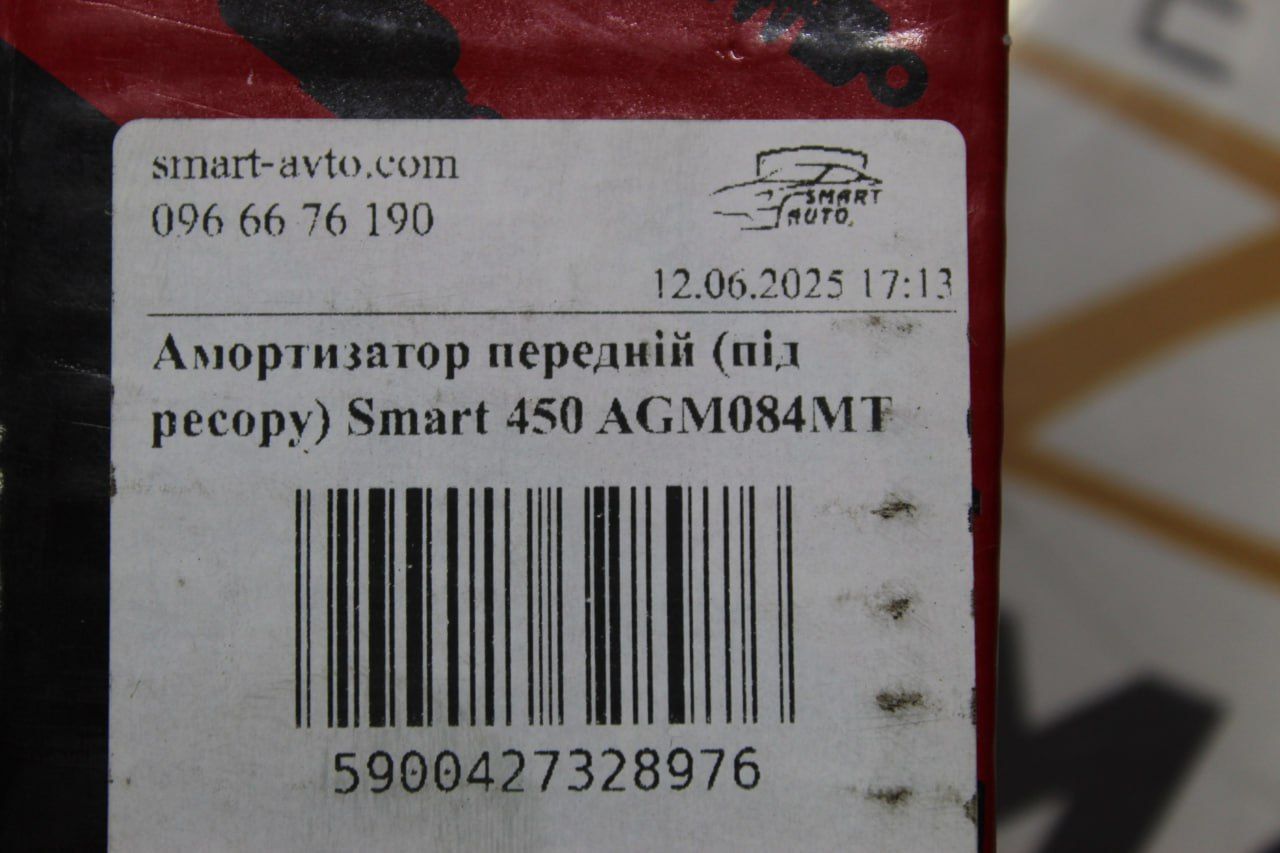 smart-avto.com
096 66 76 190
SMART
AUTO.
12.06.2025 17:13
Амортизатор передній (під
ресору) Smart 450 AGM084MT
5900427328976